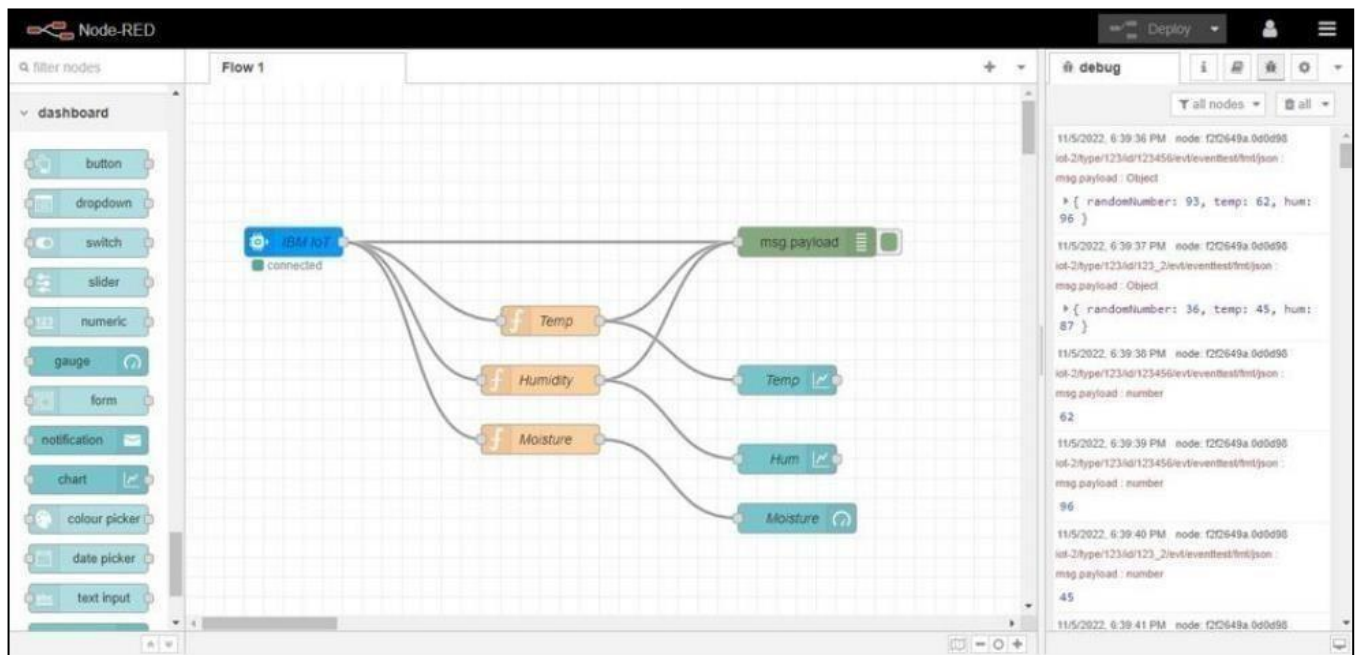 Node-RED
Deploy
filter nodes
Flow 1
debug
i
all nodes
all
dashboard
button
dropdown
switch
slider
numeric
gauge
form
notification
chart
colour picker
date picker
text input
IBM IoT
connected
msg.payload
Temp
Humidity
Moisture
Temp
Hum
Moisture
11/5/2022, 6:39:36 PM node: f2f2649a.0d0d98
iot-2/type/123/id/123456/evt/eventtest/fmt/json :
msg.payload : Object
{ randomNumber: 93, temp: 62, hum:
96 }
11/5/2022, 6:39:37 PM node: f2f2649a.0d0d98
iot-2/type/123/id/123_2/evt/eventtest/fmt/json :
msg.payload : Object
{ randomNumber: 36, temp: 45, hum:
87 }
11/5/2022, 6:39:38 PM node: f2f2649a.0d0d98
iot-2/type/123/id/123456/evt/eventtest/fmt/json :
msg.payload : number
62
11/5/2022, 6:39:39 PM node: f2f2649a.0d0d98
iot-2/type/123/id/123456/evt/eventtest/fmt/json :
msg.payload : number
96
11/5/2022, 6:39:40 PM node: f2f2649a.0d0d98
iot-2/type/123/id/123_2/evt/eventtest/fmt/json :
msg.payload : number
45
11/5/2022, 6:39:41 PM node: f2f2649a.0d0d98